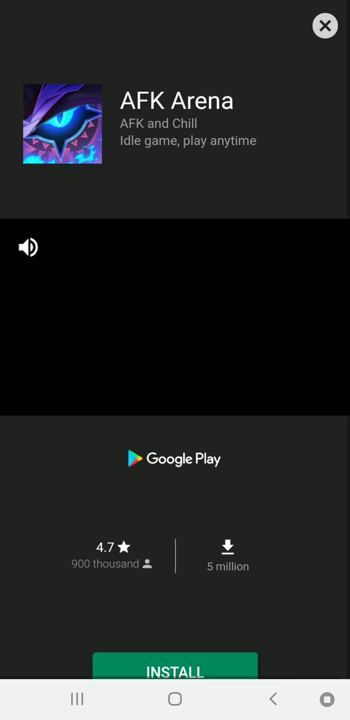 AFK Arena
AFK and Chill
Idle game, play anytime
Google Play
4.7
900 thousand
5 million
INSTALL